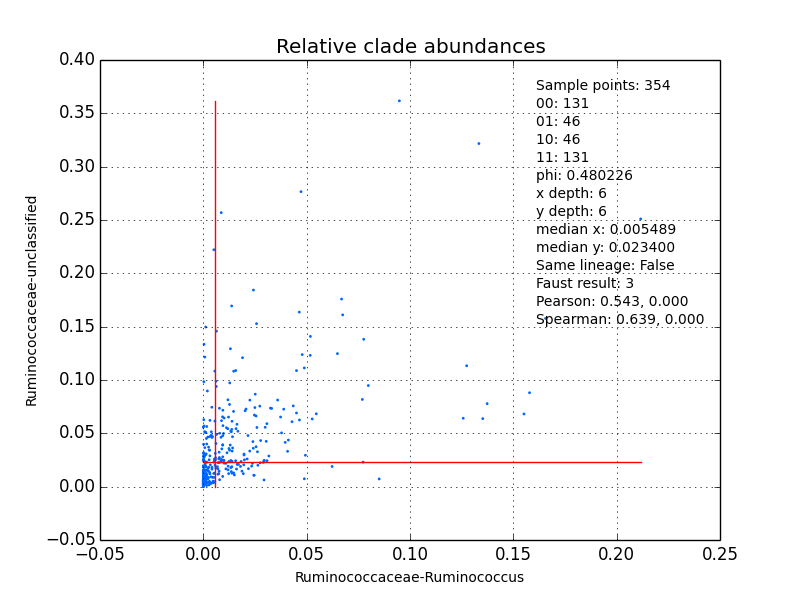 Relative clade abundances
0.40
0.35
0.30
0.25
0.20
0.15
0.10
0.05
0.00
−0.05
Ruminococcaceae-unclassified
Sample points: 354
00: 131
01: 46
10: 46
11: 131
phi: 0.480226
x depth: 6
y depth: 6
median x: 0.005489
median y: 0.023400
Same lineage: False
Faust result: 3
Pearson: 0.543, 0.000
Spearman: 0.639, 0.000
−0.05 0.00 0.05 0.10 0.15 0.20 0.25
Ruminococcaceae-Ruminococcus